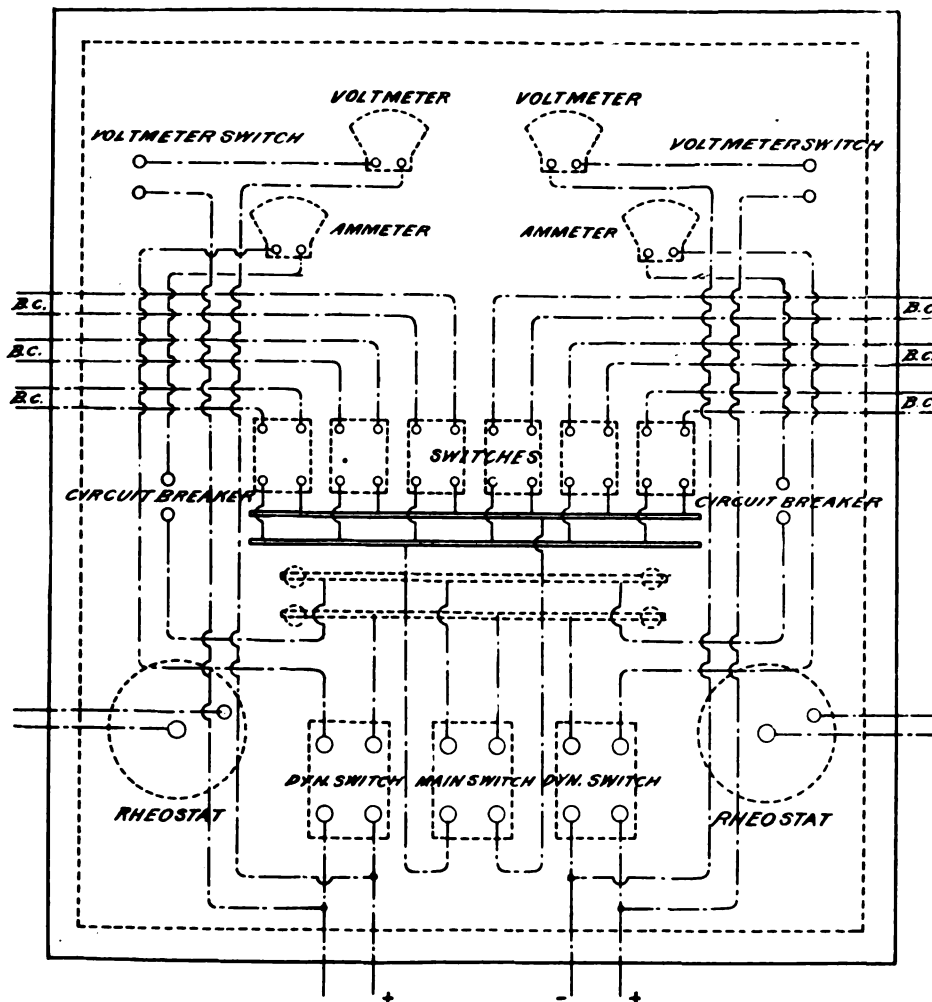 VOLTMETER VOLTMETER
VOLTMETER SWITCH VOLTMETER SWITCH
AMMETER AMMETER
B.C. B.C.
B.C. B.C.
B.C. B.C.
SWITCHES
CIRCUIT BREAKER CIRCUIT BREAKER
DYN. SWITCH MAIN SWITCH DYN. SWITCH
RHEOSTAT RHEOSTAT
+ - +